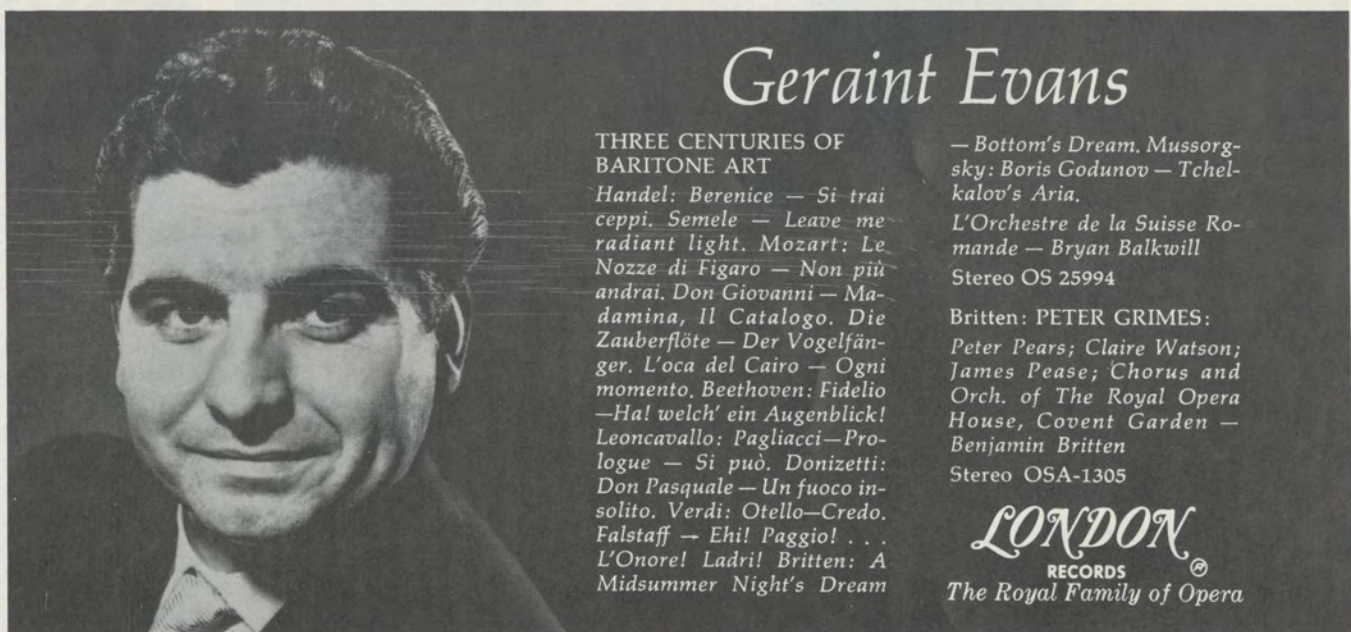 Geraint Evans
THREE CENTURIES OF
BARITONE ART
Handel: Berenice — Si trai
ceppi. Semele — Leave me
radiant light. Mozart: Le
Nozze di Figaro — Non più
andrai. Don Giovanni — Ma-
damina, Il Catalogo. Die
Zauberflöte — Der Vogelfän-
ger. L'oca del Cairo — Ogni
momento. Beethoven: Fidelio
—Ha! welch' ein Augenblick!
Leoncavallo: Pagliacci—Pro-
logue — Si può. Donizetti:
Don Pasquale — Un fuoco in-
solito. Verdi: Otello—Credo.
Falstaff — Ehi! Paggio! . . .
L'Onore! Ladri! Britten: A
Midsummer Night's Dream
— Bottom's Dream. Mussorg-
sky: Boris Godunov — Tchel-
kalov's Aria.
L'Orchestre de la Suisse Ro-
mande — Bryan Balkwill
Stereo OS 25994
Britten: PETER GRIMES:
Peter Pears; Claire Watson;
James Pease; Chorus and
Orch. of The Royal Opera
House, Covent Garden —
Benjamin Britten
Stereo OSA-1305
LONDON
RECORDS ®
The Royal Family of Opera